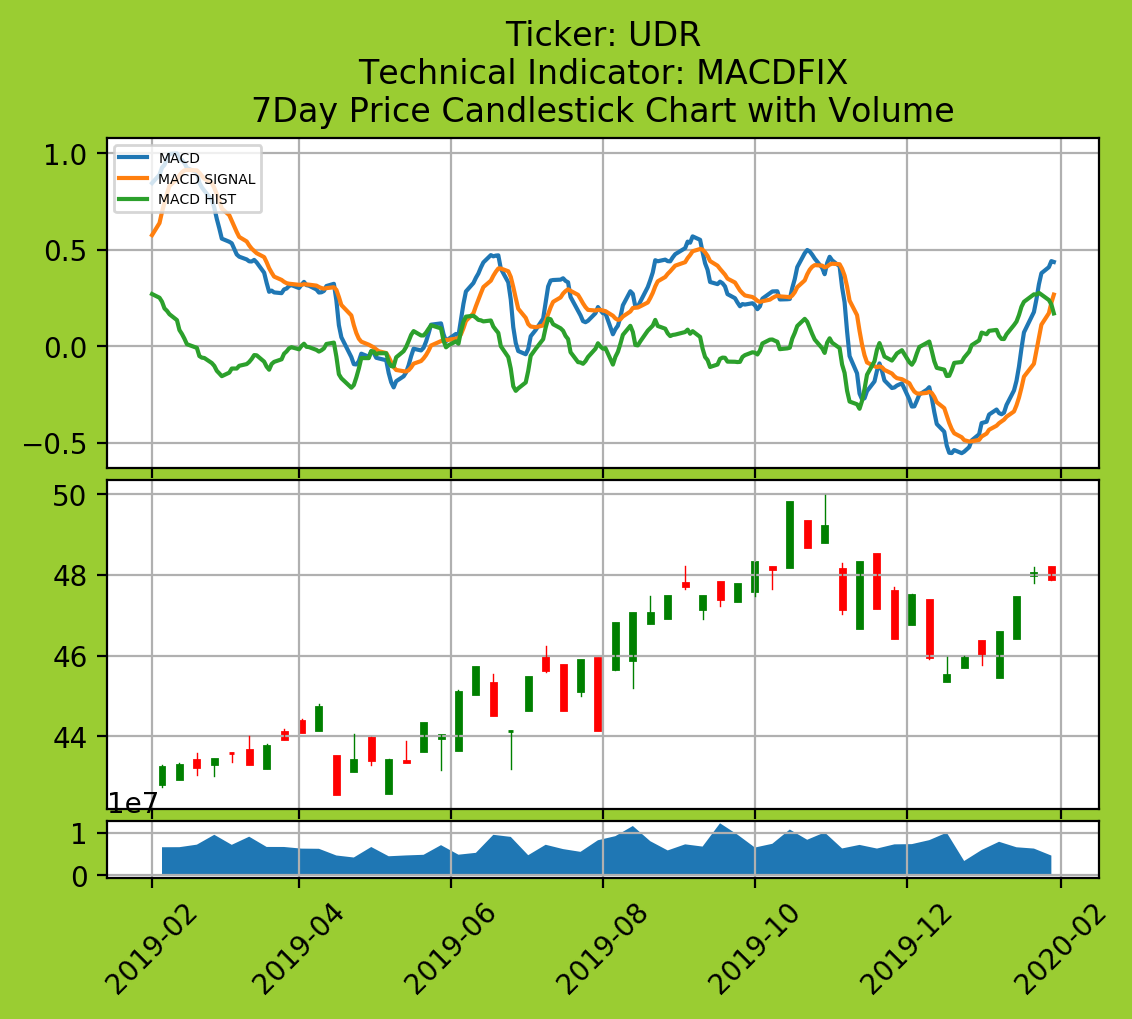 Ticker: UDR
Technical Indicator: MACDFIX
7Day Price Candlestick Chart with Volume
1.0
0.5
0.0
−0.5
MACD
MACD SIGNAL
MACD HIST
50
48
46
44
1e7
1
0
2019-02
2019-04
2019-06
2019-08
2019-10
2019-12
2020-02